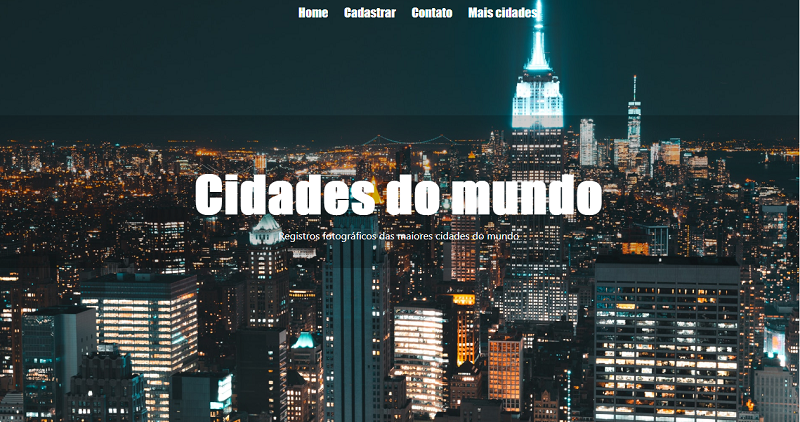 Home Cadastrar Contato Mais cidades
Cidades do mundo
Registros fotográficos das maiores cidades do mundo